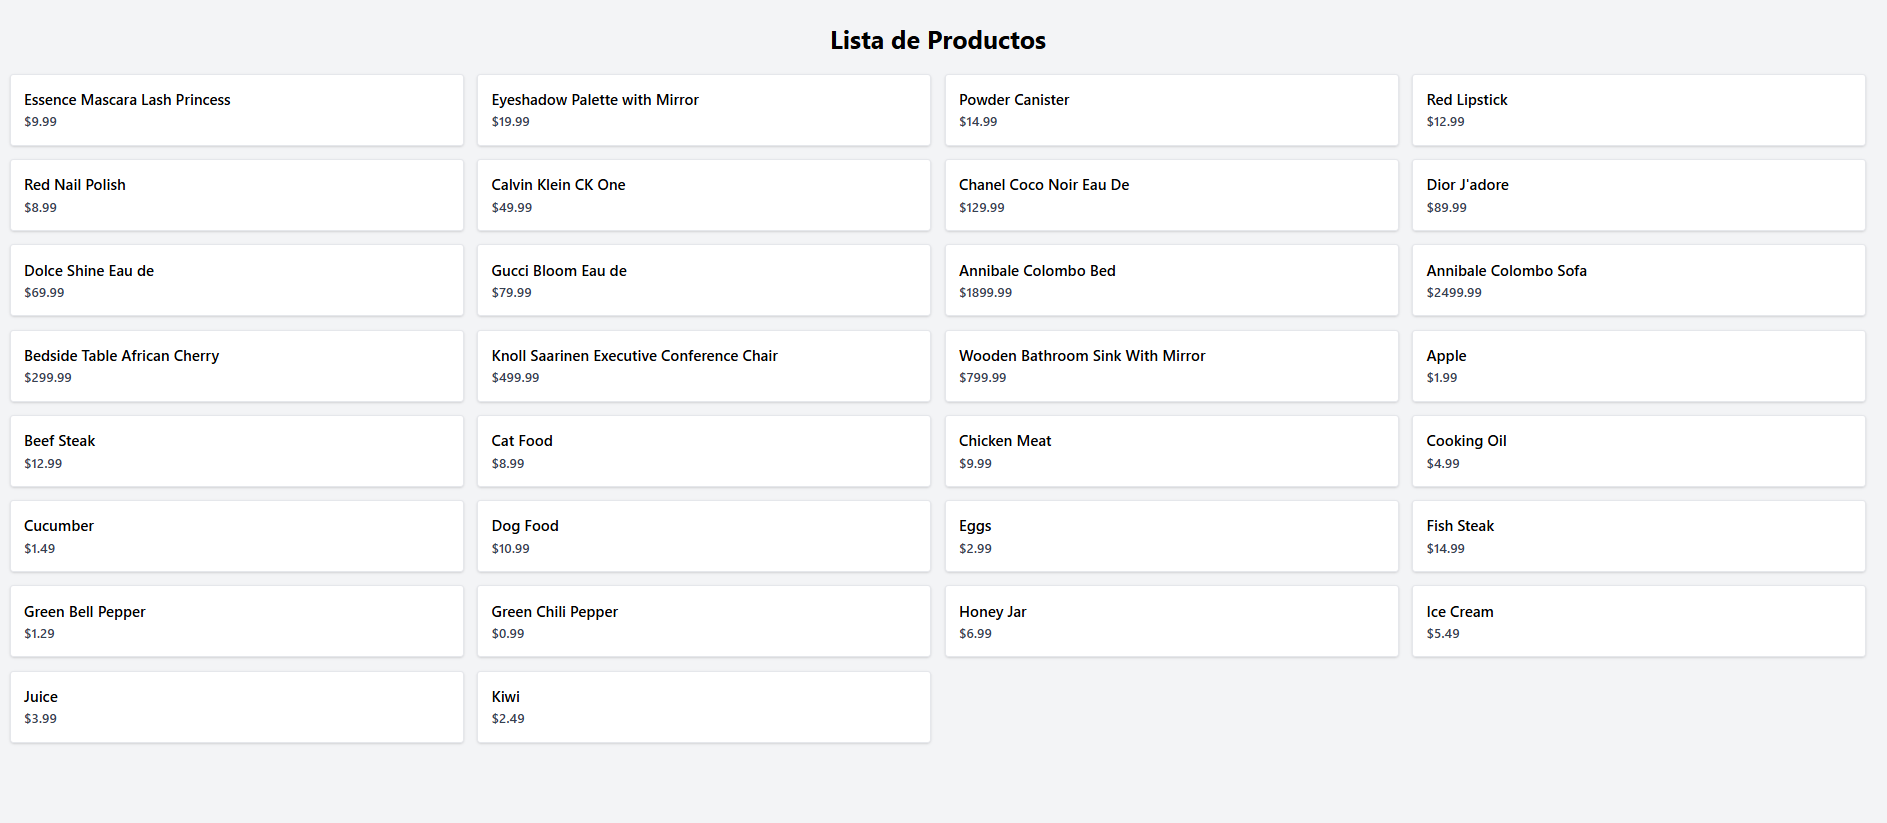 Lista de Productos
Essence Mascara Lash Princess
$9.99
Eyeshadow Palette with Mirror
$19.99
Powder Canister
$14.99
Red Lipstick
$12.99
Red Nail Polish
$8.99
Calvin Klein CK One
$49.99
Chanel Coco Noir Eau De
$129.99
Dior J'adore
$89.99
Dolce Shine Eau de
$69.99
Gucci Bloom Eau de
$79.99
Annibale Colombo Bed
$1899.99
Annibale Colombo Sofa
$2499.99
Bedside Table African Cherry
$299.99
Knoll Saarinen Executive Conference Chair
$499.99
Wooden Bathroom Sink With Mirror
$799.99
Apple
$1.99
Beef Steak
$12.99
Cat Food
$8.99
Chicken Meat
$9.99
Cooking Oil
$4.99
Cucumber
$1.49
Dog Food
$10.99
Eggs
$2.99
Fish Steak
$14.99
Green Bell Pepper
$1.29
Green Chili Pepper
$0.99
Honey Jar
$6.99
Ice Cream
$5.49
Juice
$3.99
Kiwi
$2.49